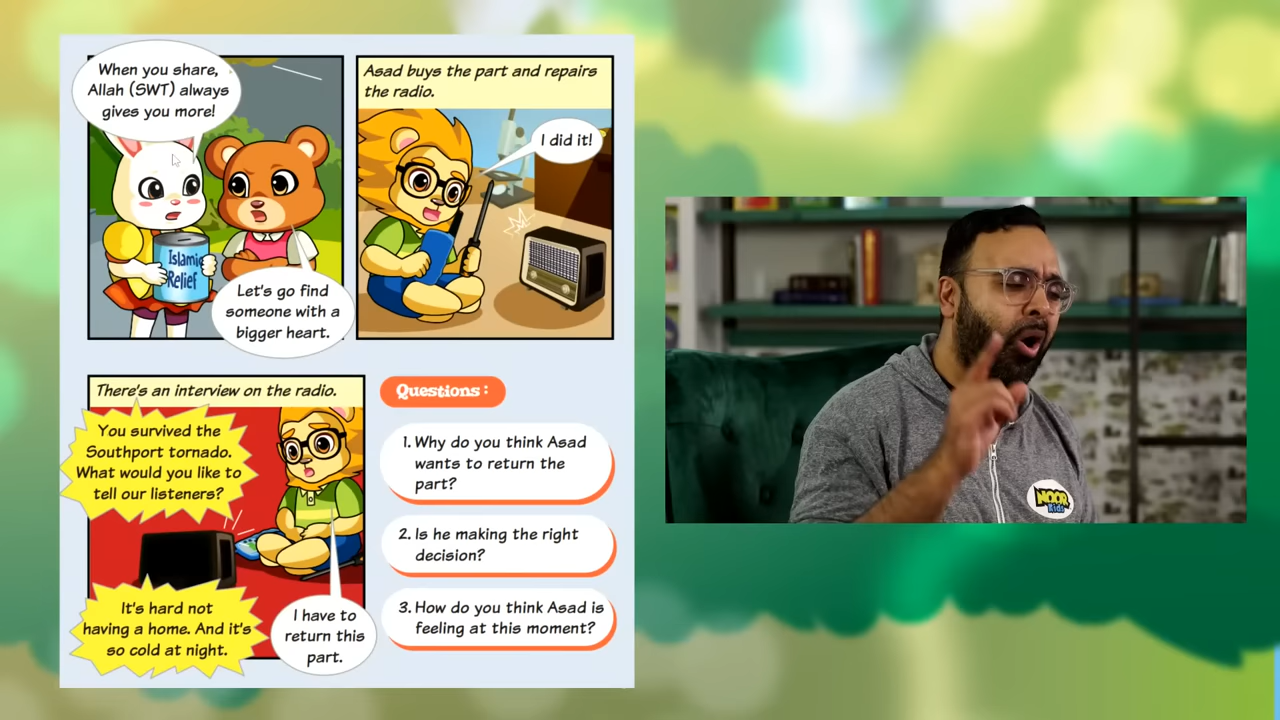 When you share,
Allah (SWT) always
gives you more!
Islamic
Relief
Let's go find
someone with a
bigger heart.
Asad buys the part and repairs
the radio.
I did it!
There's an interview on the radio.
You survived the
Southport tornado.
What would you like to
tell our listeners?
It's hard not
having a home. And it's
so cold at night.
I have to
return this
part.
Questions :
1. Why do you think Asad
wants to return the
part?
2. Is he making the right
decision?
3. How do you think Asad is
feeling at this moment?
NOOR
Kids